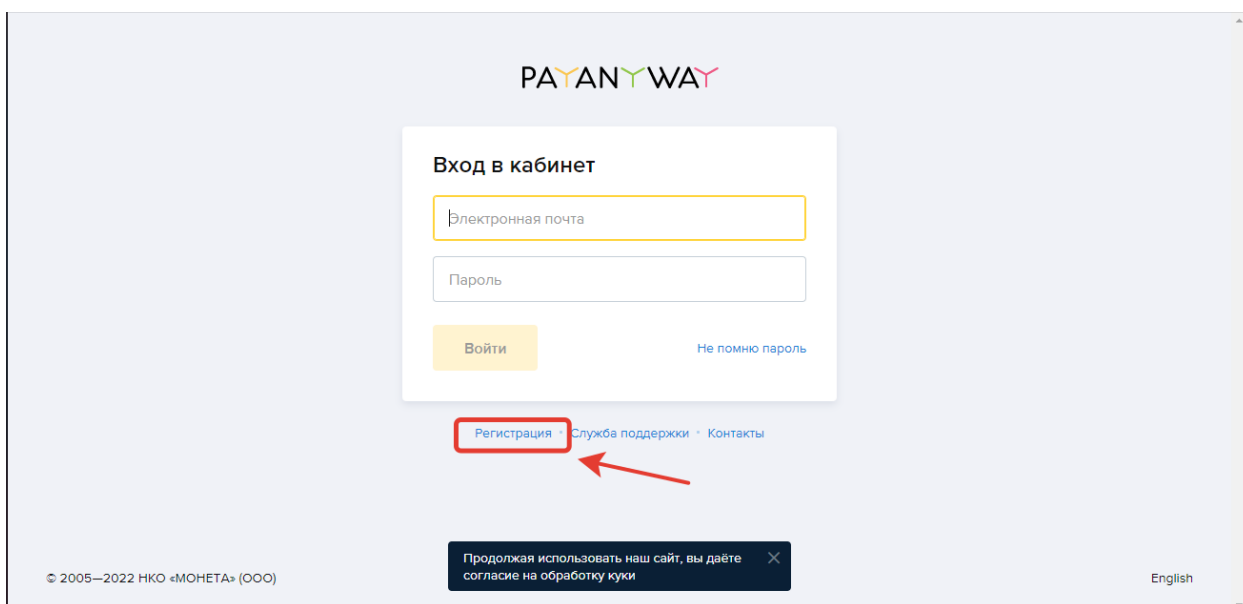 PAYANYWAY
Вход в кабинет
Электронная почта
Пароль
Войти
Не помню пароль
Регистрация • Служба поддержки • Контакты
Продолжая использовать наш сайт, вы даёте
согласие на обработку куки
© 2005—2022 НКО «МОНЕТА» (ООО)
English